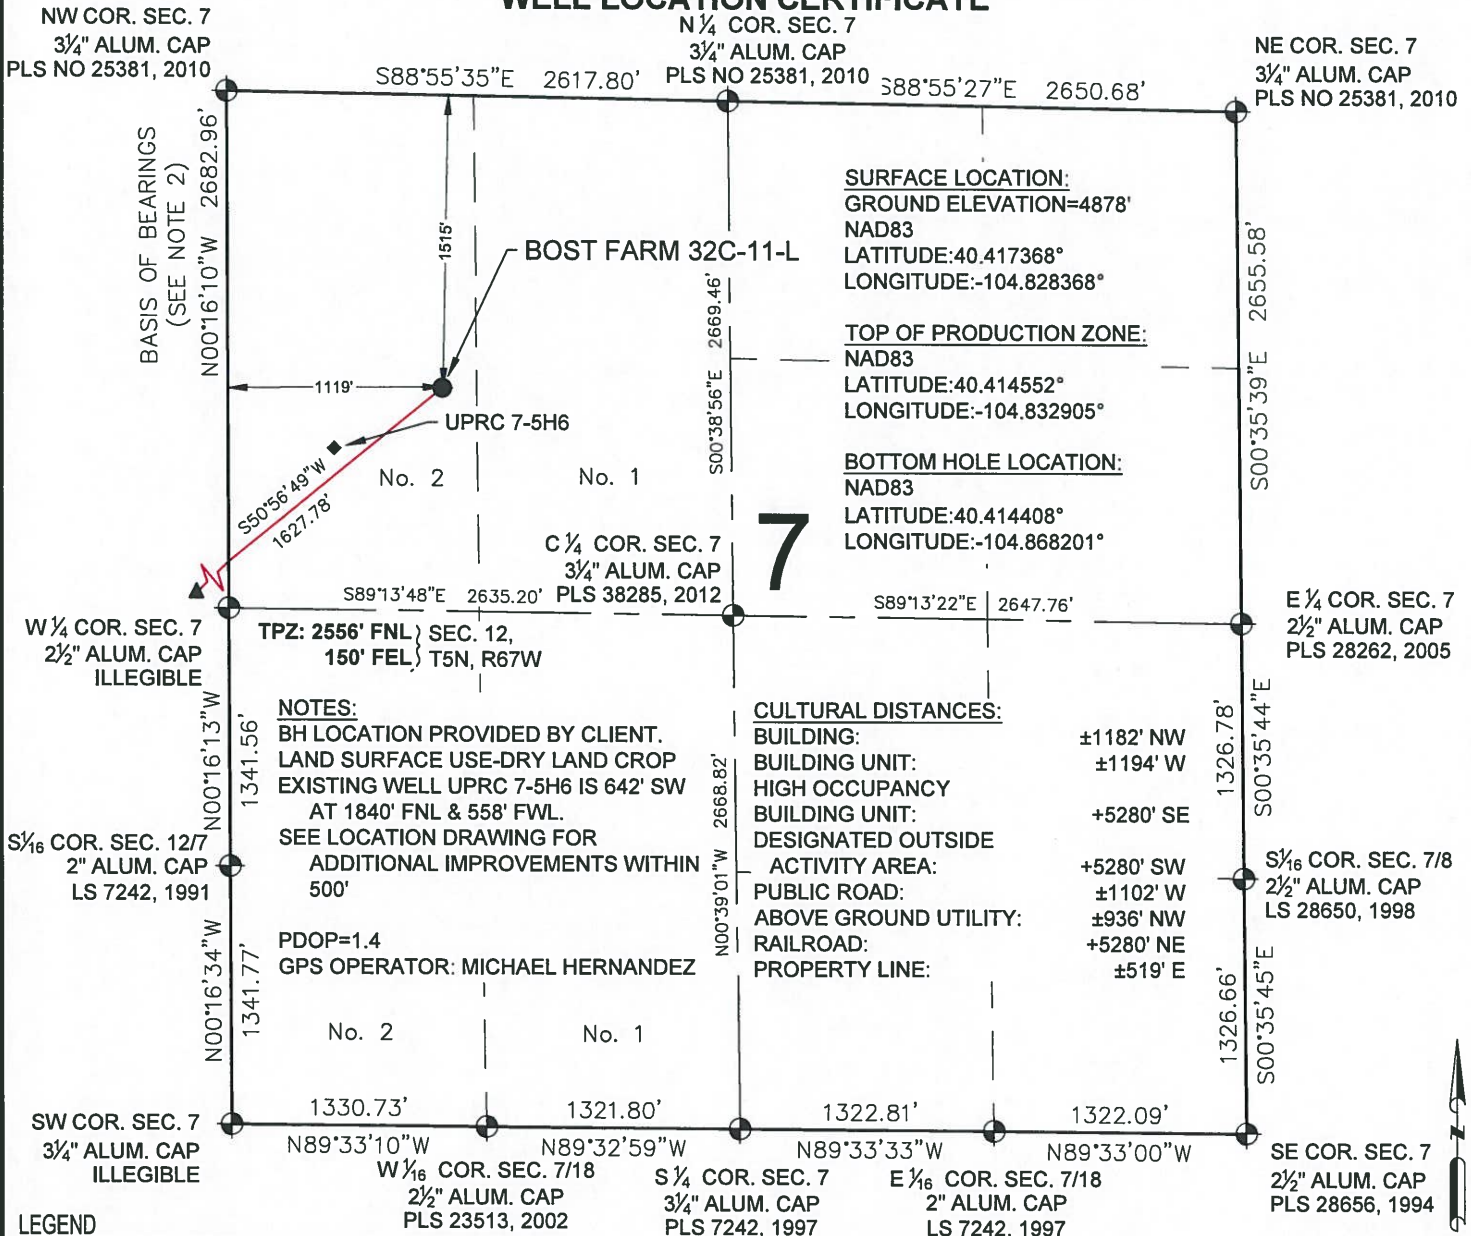 WELL LOCATION CERTIFICATE
NW COR. SEC. 7
3¼" ALUM. CAP
PLS NO 25381, 2010
N ¼ COR. SEC. 7
3¼" ALUM. CAP
PLS NO 25381, 2010
NE COR. SEC. 7
3¼" ALUM. CAP
PLS NO 25381, 2010
S88°55'35"E 2617.80'
S88°55'27"E 2650.68'
BASIS OF BEARINGS
(SEE NOTE 2)
N00°16'10"W 2682.96'
1515'
BOST FARM 32C-11-L
1119'
UPRC 7-5H6
S50°56'49"W
1627.78'
No. 2
No. 1
S00°38'56"E 2669.46'
SURFACE LOCATION:
GROUND ELEVATION=4878'
NAD83
LATITUDE:40.417368°
LONGITUDE:-104.828368°
TOP OF PRODUCTION ZONE:
NAD83
LATITUDE:40.414552°
LONGITUDE:-104.832905°
BOTTOM HOLE LOCATION:
NAD83
LATITUDE:40.414408°
LONGITUDE:-104.868201°
S00°35'39"E 2655.58'
7
C ¼ COR. SEC. 7
3¼" ALUM. CAP
PLS 38285, 2012
S89°13'48"E 2635.20'
S89°13'22"E 2647.76'
W ¼ COR. SEC. 7
2½" ALUM. CAP
ILLEGIBLE
E ¼ COR. SEC. 7
2½" ALUM. CAP
PLS 28262, 2005
TPZ: 2556' FNL } SEC. 12,
150' FEL } T5N, R67W
NOTES:
BH LOCATION PROVIDED BY CLIENT.
LAND SURFACE USE-DRY LAND CROP
EXISTING WELL UPRC 7-5H6 IS 642' SW
AT 1840' FNL & 558' FWL.
SEE LOCATION DRAWING FOR
ADDITIONAL IMPROVEMENTS WITHIN
500'
PDOP=1.4
GPS OPERATOR: MICHAEL HERNANDEZ
N00°16'13"W
1341.56'
S1⁄16 COR. SEC. 12/7
2" ALUM. CAP
LS 7242, 1991
N00°16'34"W
1341.77'
N00°39'01"W 2668.82'
CULTURAL DISTANCES:
BUILDING: ±1182' NW
BUILDING UNIT: ±1194' W
HIGH OCCUPANCY
BUILDING UNIT: +5280' SE
DESIGNATED OUTSIDE
ACTIVITY AREA: +5280' SW
PUBLIC ROAD: ±1102' W
ABOVE GROUND UTILITY: ±936' NW
RAILROAD: +5280' NE
PROPERTY LINE: ±519' E
1326.78'
S00°35'44"E
S1⁄16 COR. SEC. 7/8
2½" ALUM. CAP
LS 28650, 1998
1326.66'
S00°35'45"E
No. 2
No. 1
SW COR. SEC. 7
3¼" ALUM. CAP
ILLEGIBLE
1330.73'
N89°33'10"W
1321.80'
N89°32'59"W
1322.81'
N89°33'33"W
1322.09'
N89°33'00"W
W 1⁄16 COR. SEC. 7/18
2½" ALUM. CAP
PLS 23513, 2002
S ¼ COR. SEC. 7
3¼" ALUM. CAP
PLS 7242, 1997
E 1⁄16 COR. SEC. 7/18
2" ALUM. CAP
LS 7242, 1997
SE COR. SEC. 7
2½" ALUM. CAP
PLS 28656, 1994
N
LEGEND